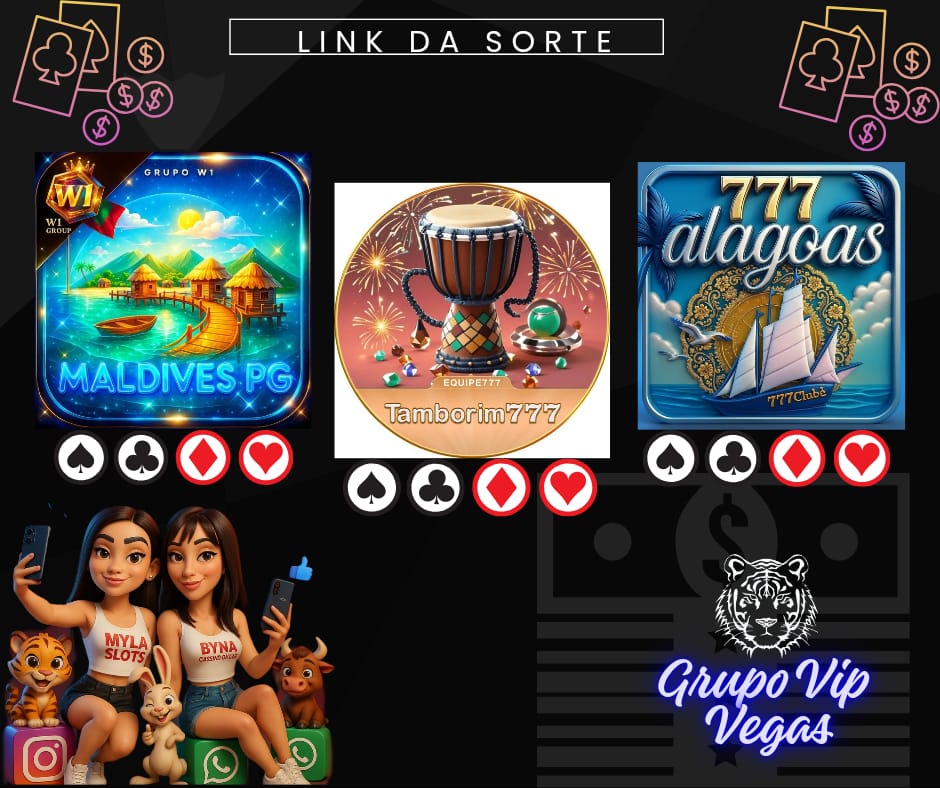 LINK DA SORTE
GRUPO W1
W1
W1
GROUP
MALDIVES PG
EQUIPE777
Tamborim777
777
alagoas
777Clubè
MYLA
SLOTS
BYNA
Grupo Vip
Vegas